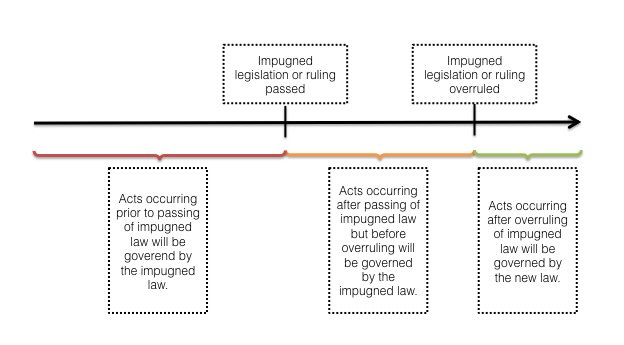 Impugned
legislation or ruling
passed
Impugned
legislation or ruling
overruled
Acts occurring
prior to passing
of impugned
law will be
goverend by
the impugned
law.
Acts occurring
after passing of
impugned law
but before
overruling will
be governed
by the
impugned law.
Acts occurring
after overruling
of impugned
law will be
governed by
the new law.